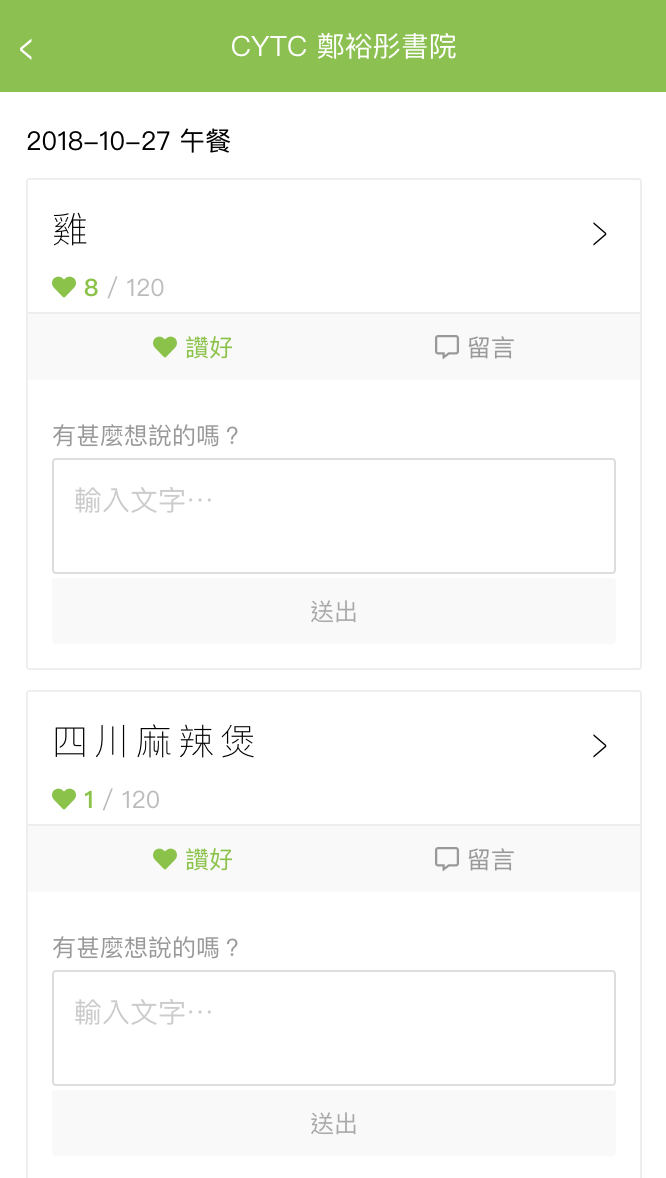 CYTC 鄭裕彤書院
2018-10-27 午餐
雞
8 / 120
讚好 留言
有甚麼想說的嗎？
輸入文字…
送出
四川麻辣煲
1 / 120
讚好 留言
有甚麼想說的嗎？
輸入文字…
送出